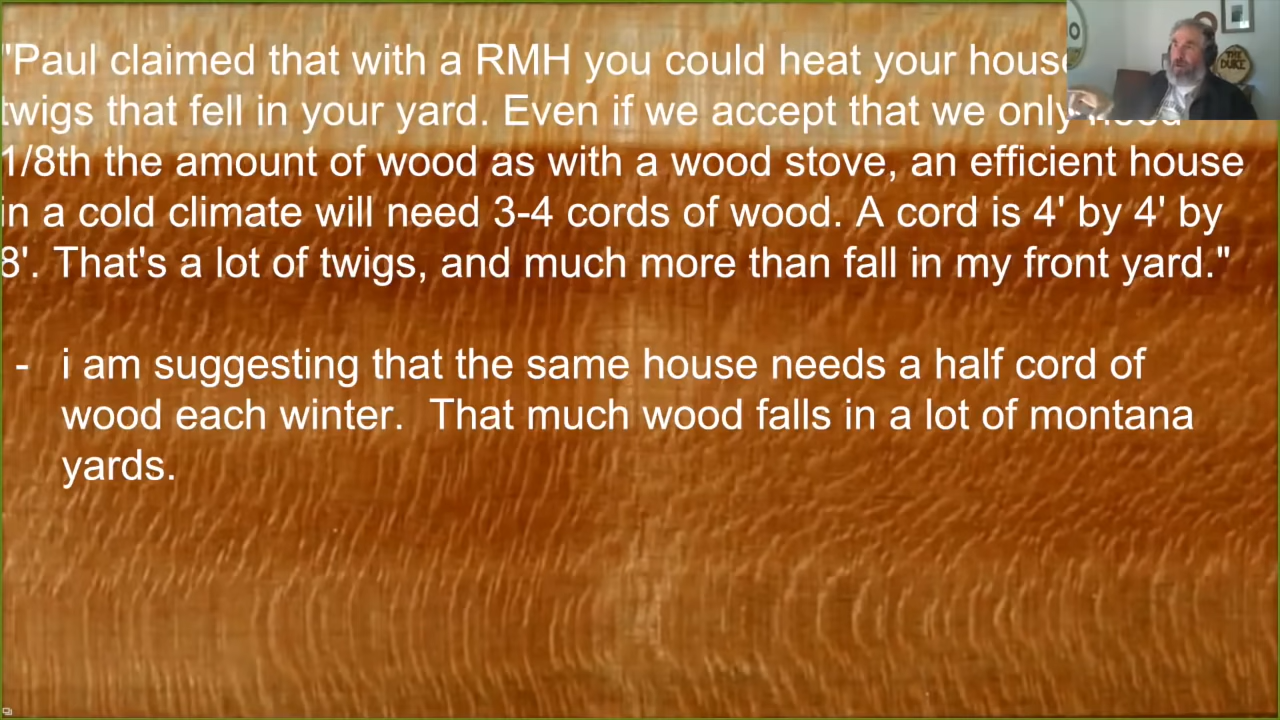 "Paul claimed that with a RMH you could heat your house
twigs that fell in your yard. Even if we accept that we only need
1/8th the amount of wood as with a wood stove, an efficient house
in a cold climate will need 3-4 cords of wood. A cord is 4' by 4' by
8'. That's a lot of twigs, and much more than fall in my front yard."
- i am suggesting that the same house needs a half cord of
wood each winter. That much wood falls in a lot of montana
yards.
THE
DUKE